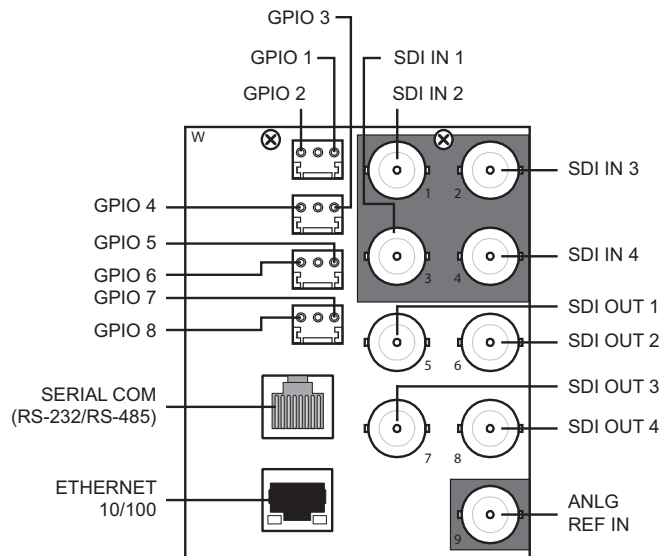 GPIO 3
GPIO 1
SDI IN 1
GPIO 2
SDI IN 2
W
SDI IN 3
1
2
GPIO 4
GPIO 5
SDI IN 4
GPIO 6
3
4
GPIO 7
SDI OUT 1
GPIO 8
SDI OUT 2
5
6
SERIAL COM
(RS-232/RS-485)
SDI OUT 3
SDI OUT 4
7
8
ETHERNET
10/100
ANLG
REF IN
9